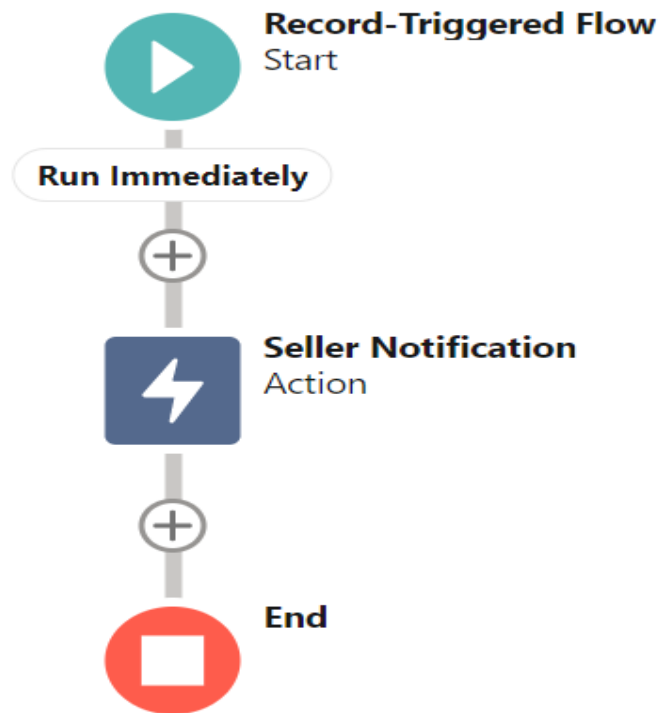 Record-Triggered Flow
Start
Run Immediately
Seller Notification
Action
End